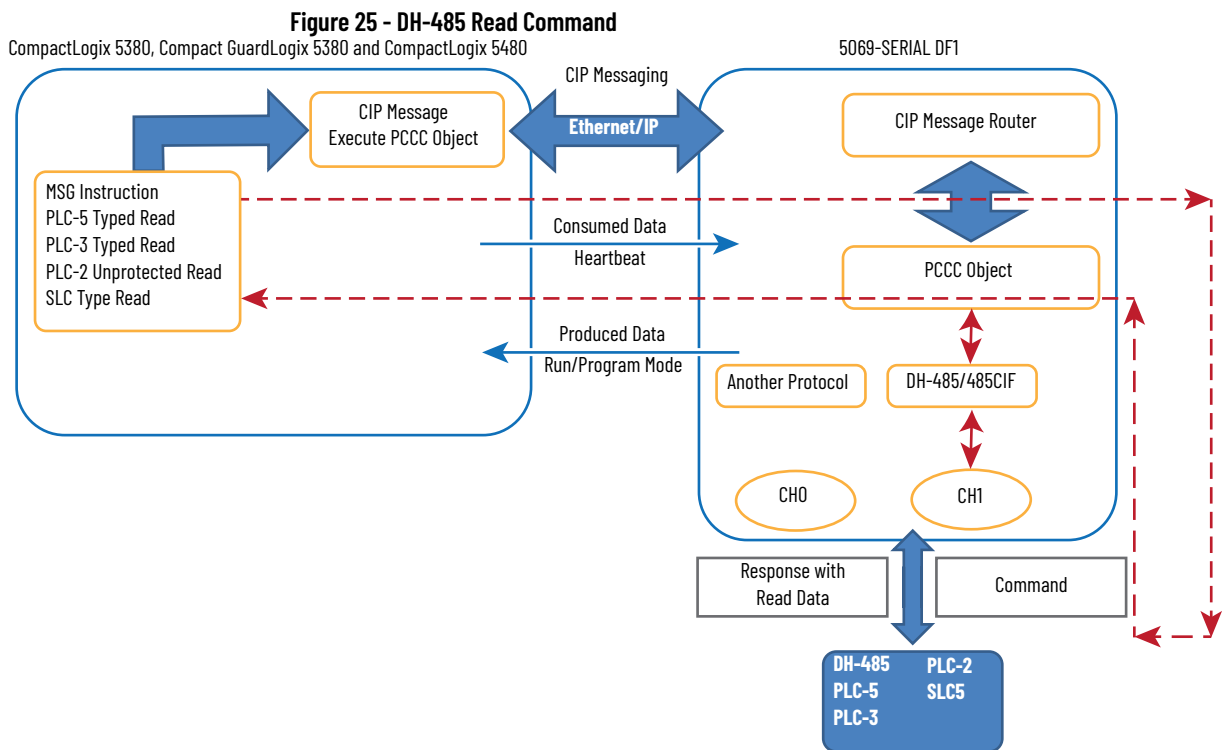 Figure 25 - DH-485 Read Command
CompactLogix 5380, Compact GuardLogix 5380 and CompactLogix 5480
5069-SERIAL DF1
CIP Messaging
CIP Message
Execute PCCC Object
Ethernet/IP
CIP Message Router
MSG Instruction
PLC-5 Typed Read
PLC-3 Typed Read
PLC-2 Unprotected Read
SLC Type Read
Consumed Data
Heartbeat
PCCC Object
Produced Data
Run/Program Mode
Another Protocol
DH-485/485CIF
CH0
CH1
Response with
Read Data
Command
DH-485
PLC-5
PLC-3
PLC-2
SLC5